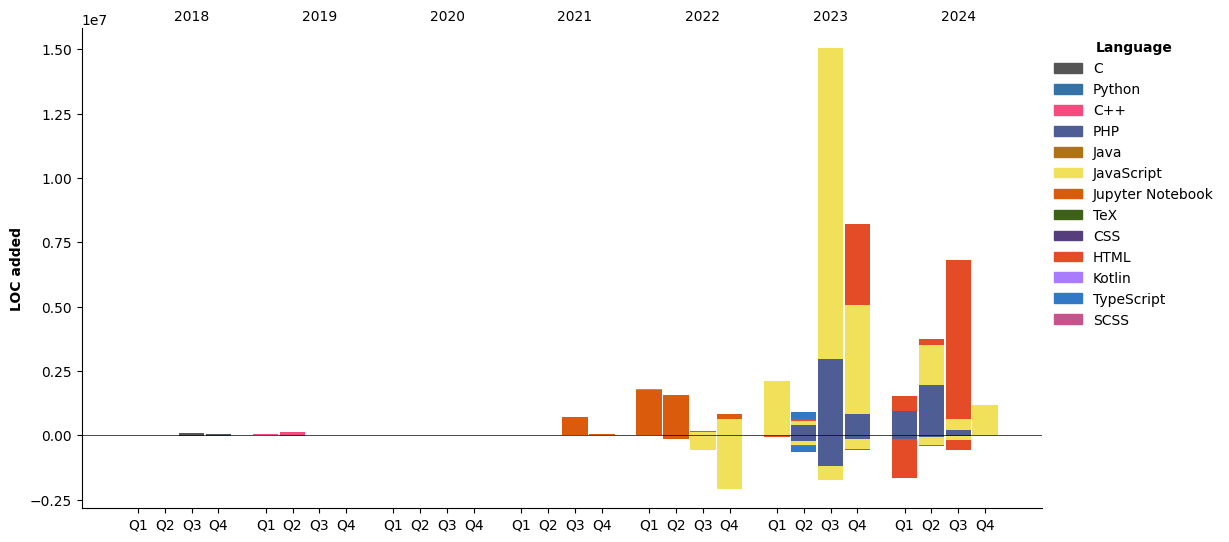 2018 2019 2020 2021 2022 2023 2024
1e7
Language
C
Python
C++
PHP
Java
JavaScript
Jupyter Notebook
TeX
CSS
HTML
Kotlin
TypeScript
SCSS
LOC added
1.50
1.25
1.00
0.75
0.50
0.25
0.00
−0.25
Q1 Q2 Q3 Q4 Q1 Q2 Q3 Q4 Q1 Q2 Q3 Q4 Q1 Q2 Q3 Q4 Q1 Q2 Q3 Q4 Q1 Q2 Q3 Q4 Q1 Q2 Q3 Q4